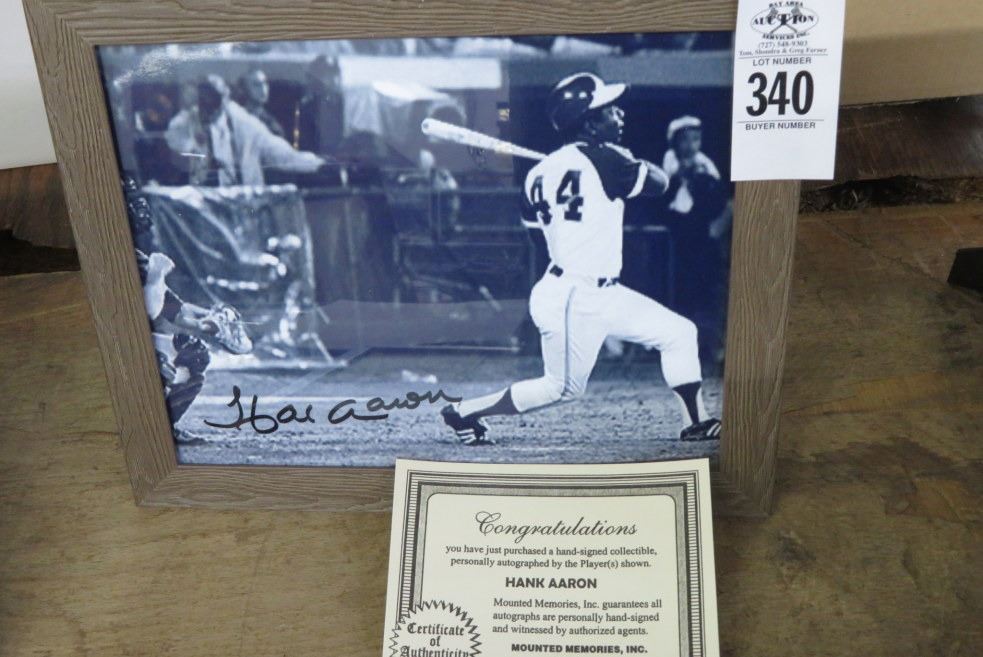 BAY AREA
AUCTION
SERVICES INC.
(727) 548-9303
Tom, Shondra & Greg Farner
LOT NUMBER
340
BUYER NUMBER
44
Hank Aaron
Congratulations
you have just purchased a hand-signed collectible,
personally autographed by the Player(s) shown.
HANK AARON
Mounted Memories, Inc. guarantees all
autographs are personally hand-signed
and witnessed by authorized agents.
MOUNTED MEMORIES, INC.
Certificate
of
Authenticity